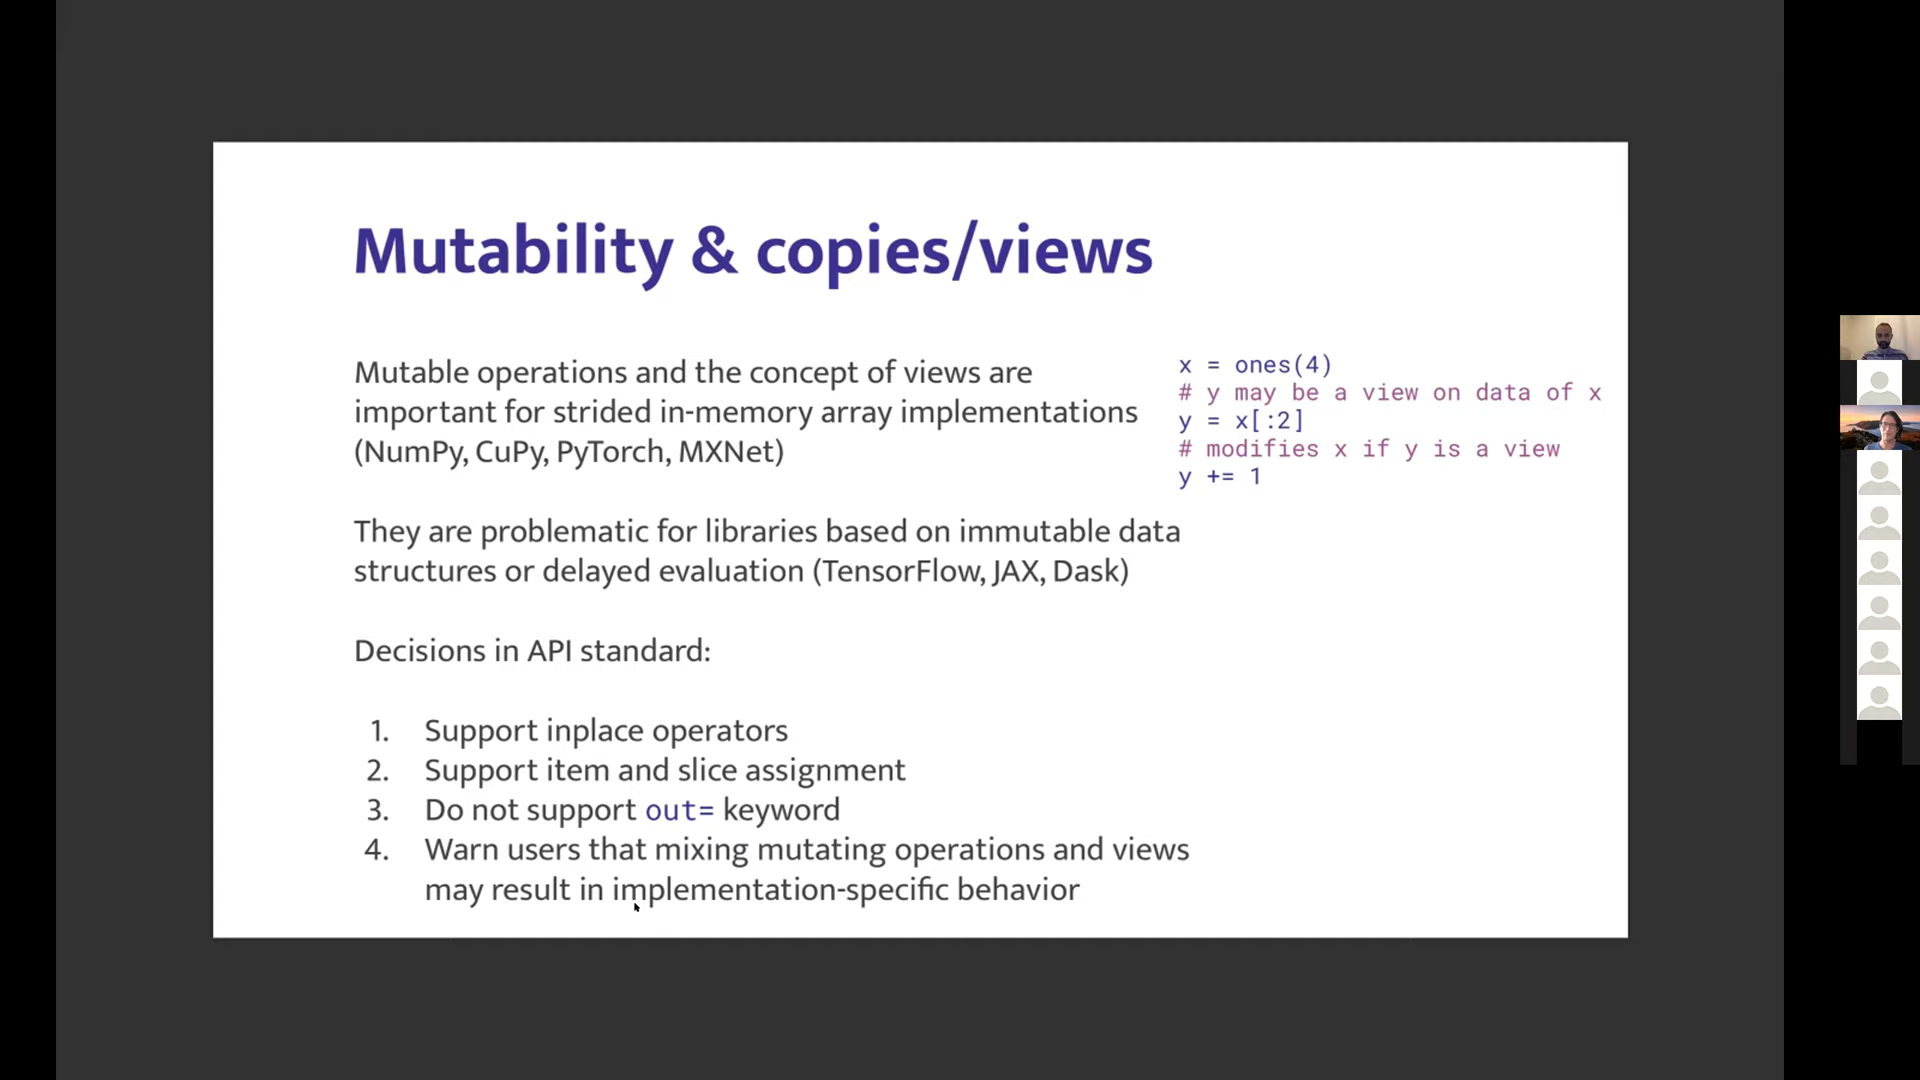 Mutability & copies/views
Mutable operations and the concept of views are
important for strided in-memory array implementations
(NumPy, CuPy, PyTorch, MXNet)
They are problematic for libraries based on immutable data
structures or delayed evaluation (TensorFlow, JAX, Dask)
Decisions in API standard:
1. Support inplace operators
2. Support item and slice assignment
3. Do not support out= keyword
4. Warn users that mixing mutating operations and views
may result in implementation-specific behavior
x = ones(4)
# y may be a view on data of x
y = x[:2]
# modifies x if y is a view
y += 1